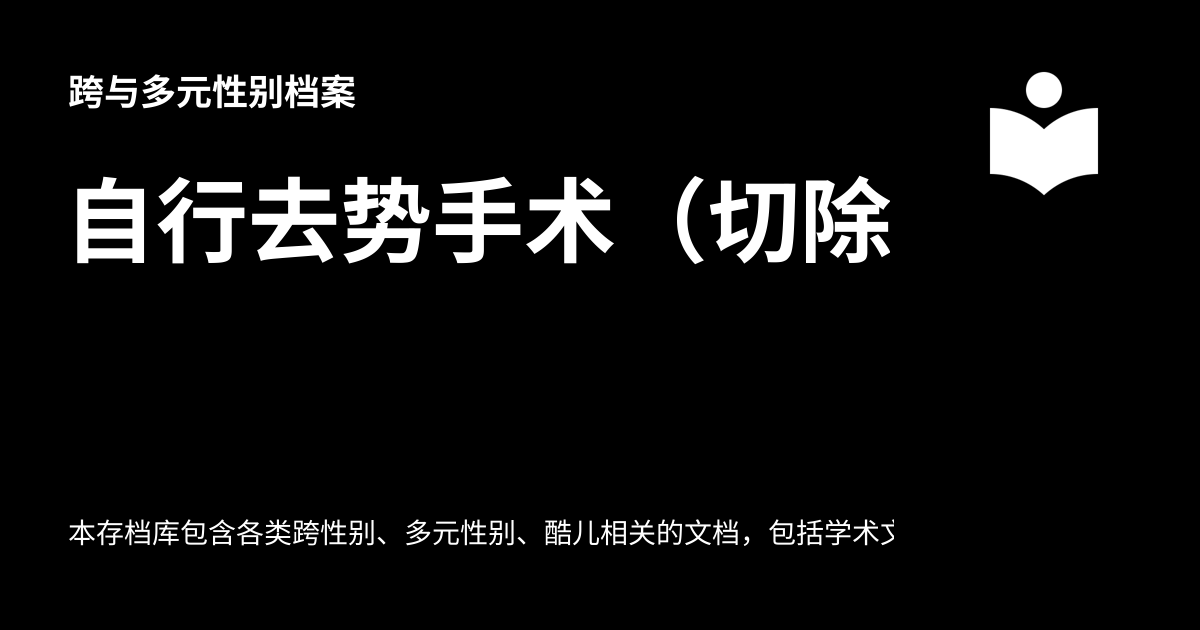 跨与多元性别档案
自行去势手术（切除
本存档库包含各类跨性别、多元性别、酷儿相关的文档，包括学术